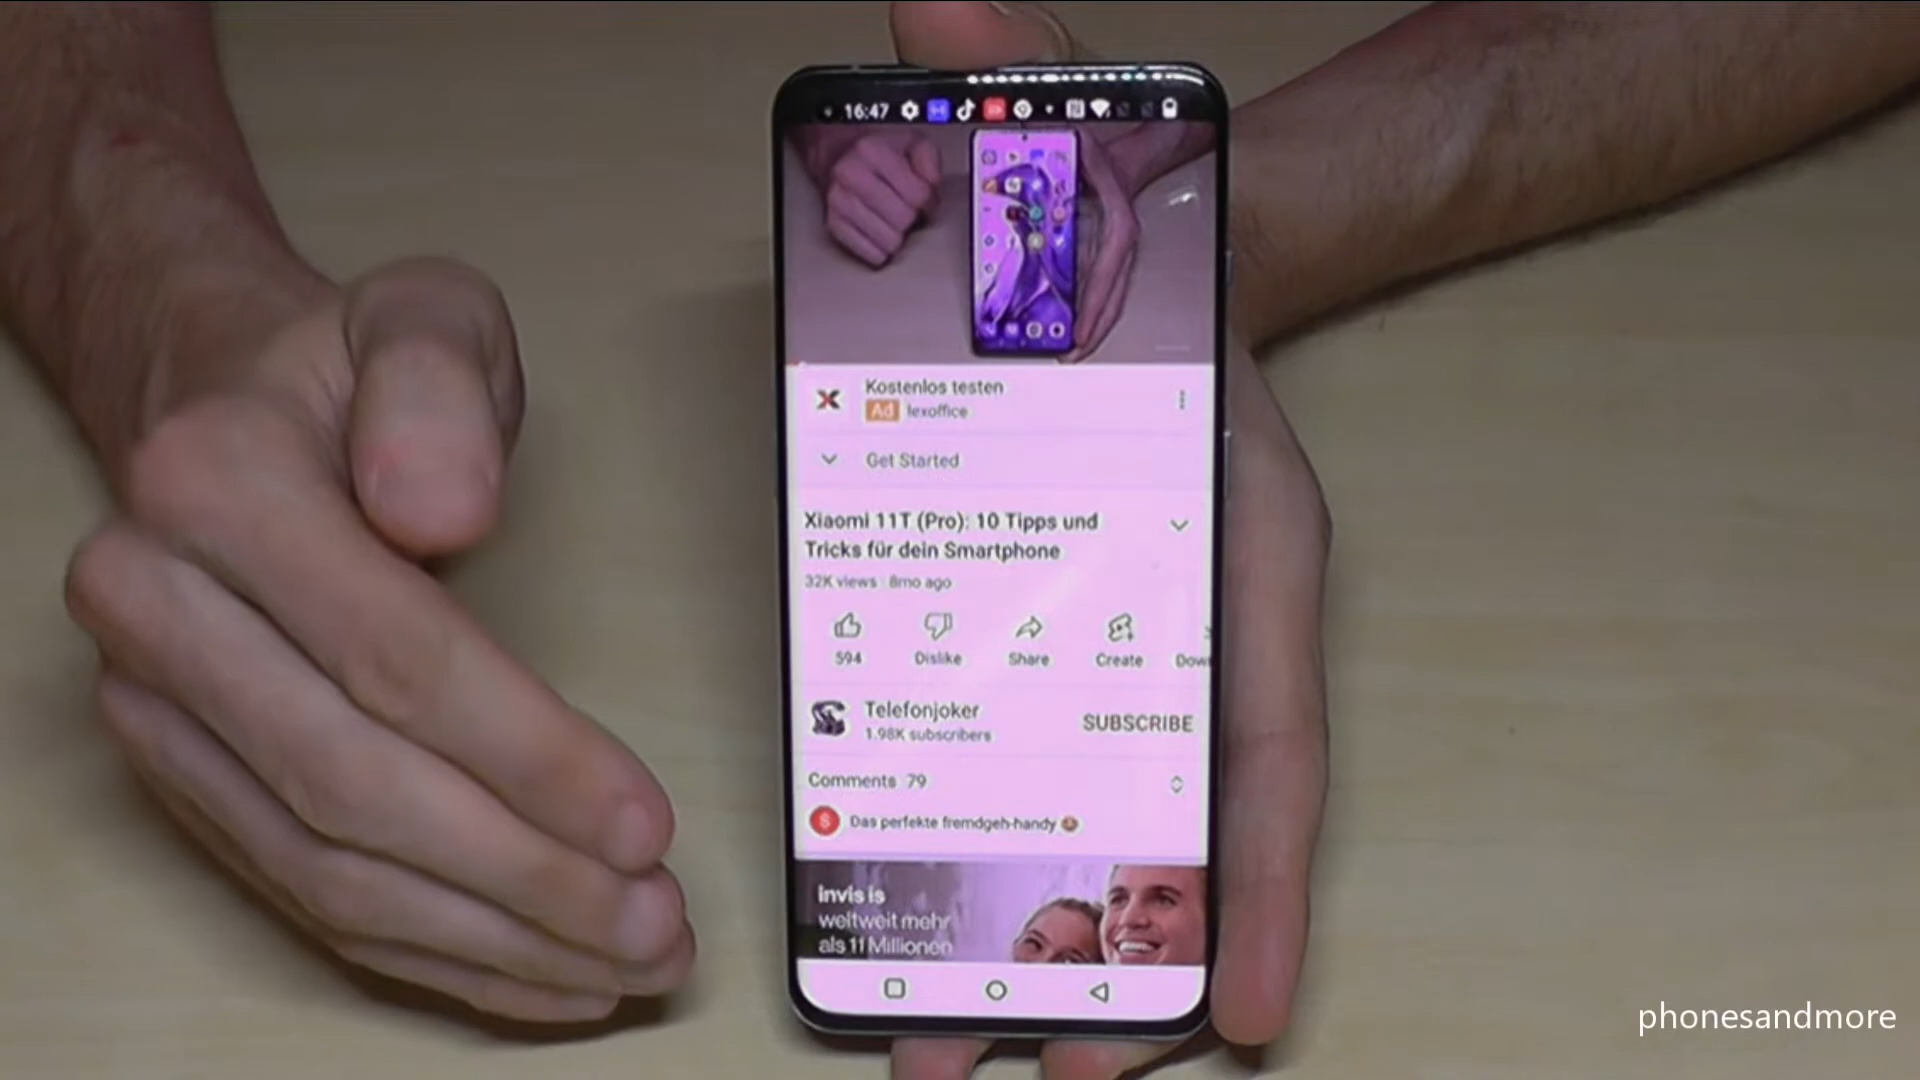 16:47
Kostenlos testen
Ad lexoffice
Get Started
Xiaomi 11T (Pro): 10 Tipps und
Tricks für dein Smartphone
32K views 8mo ago
594 Dislike Share Create Down
Telefonjoker
1.98K subscribers
SUBSCRIBE
Comments 79
S Das perfekte fremdgeh-handy
Invis is
weltweit mehr
als 11 Millionen
phonesandmore